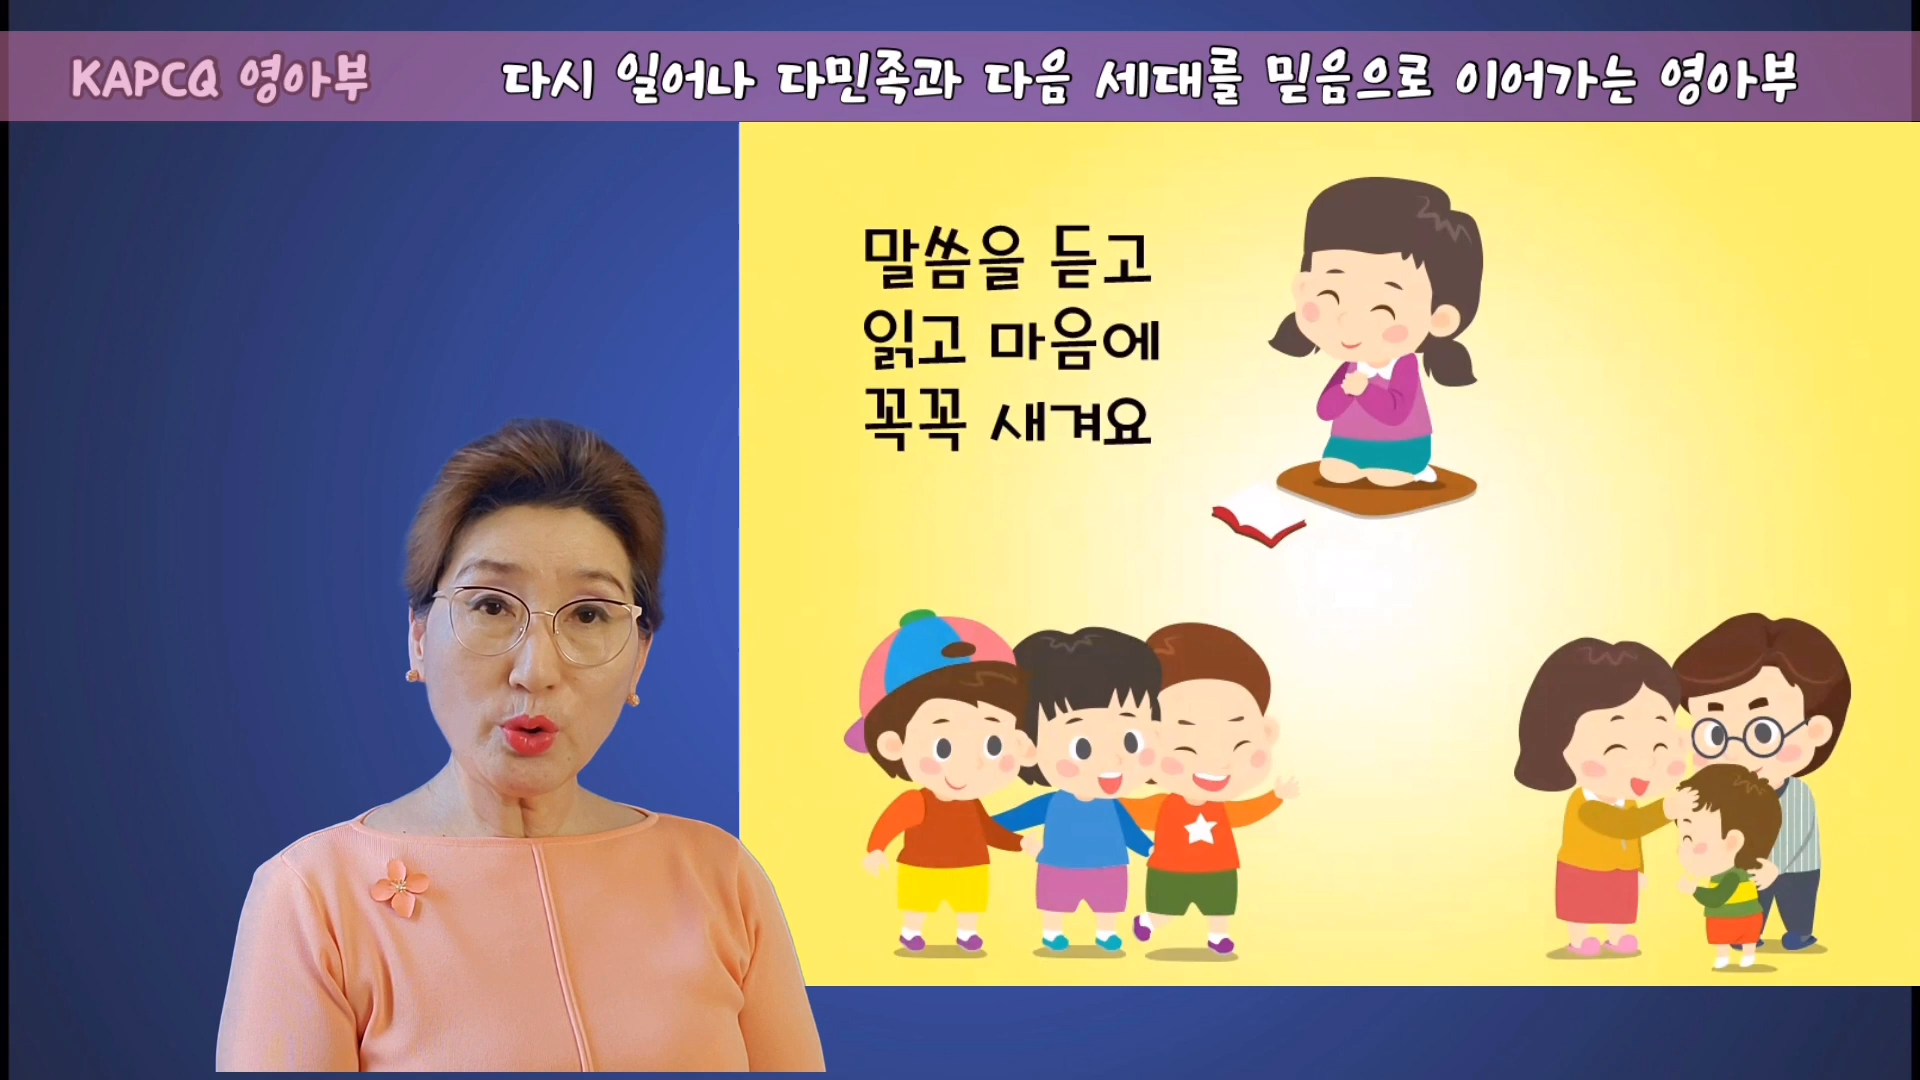 KAPCQ 영아부
다시 일어나 다민족과 다음 세대를 믿음으로 이어가는 영아부
말씀을 듣고
읽고 마음에
꼭꼭 새겨요